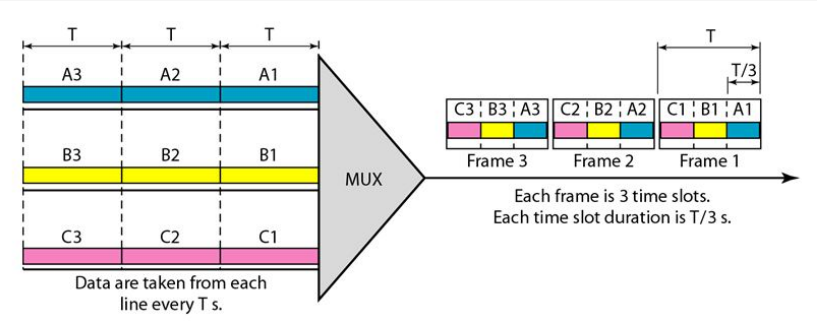 T T T
A3 A2 A1
B3 B2 B1
C3 C2 C1
Data are taken from each
line every T s.
MUX
T
T/3
C3 B3 A3 C2 B2 A2 C1 B1 A1
Frame 3 Frame 2 Frame 1
Each frame is 3 time slots.
Each time slot duration is T/3 s.